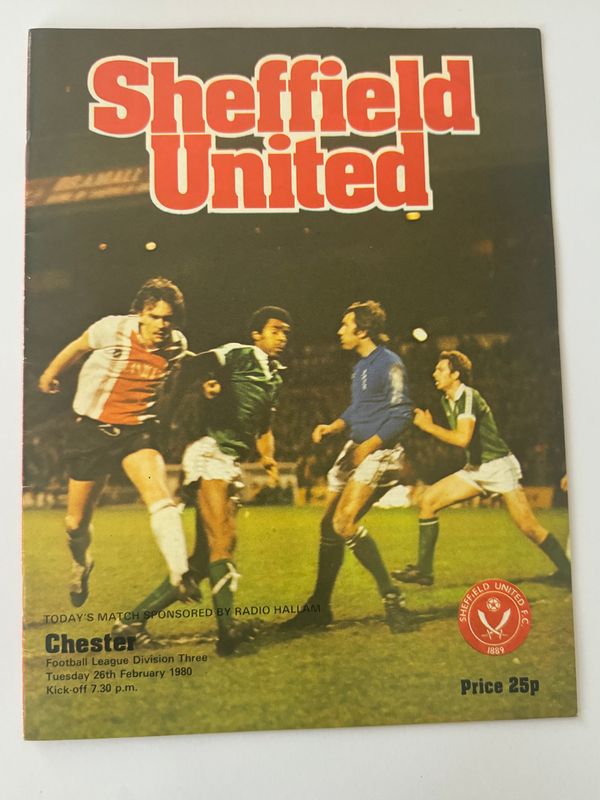 Sheffield
United
TODAY'S MATCH SPONSORED BY RADIO HALLAM
Chester
Football League Division Three
Tuesday 26th February 1980
Kick-off 7.30 p.m.
SHEFFIELD UNITED F.C.
1889
Price 25p